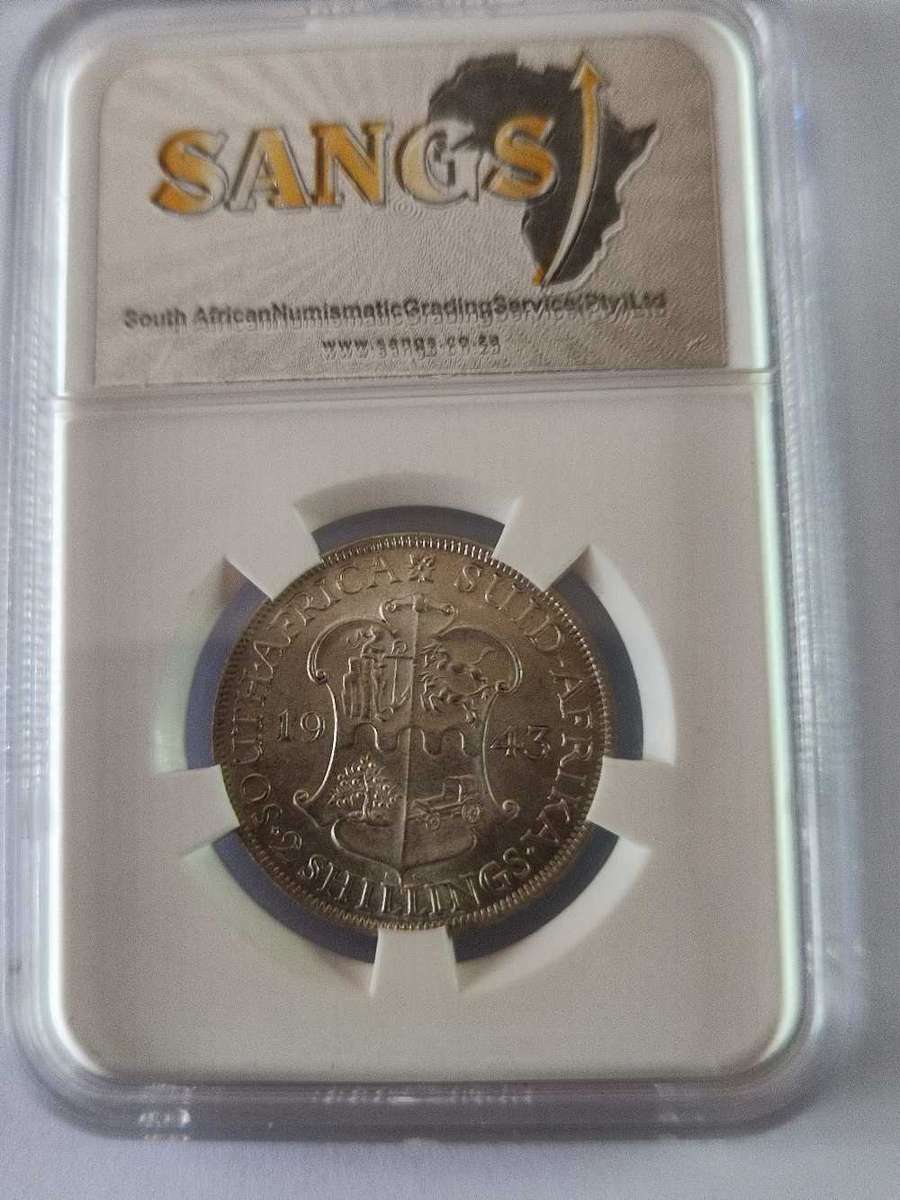 SANGS
South AfricanNumismaticGradingService(Pty)Ltd
www.sangs.co.za
SOUTH·AFRICA SUID·AFRIKA
19 43
·2 SHILLINGS·